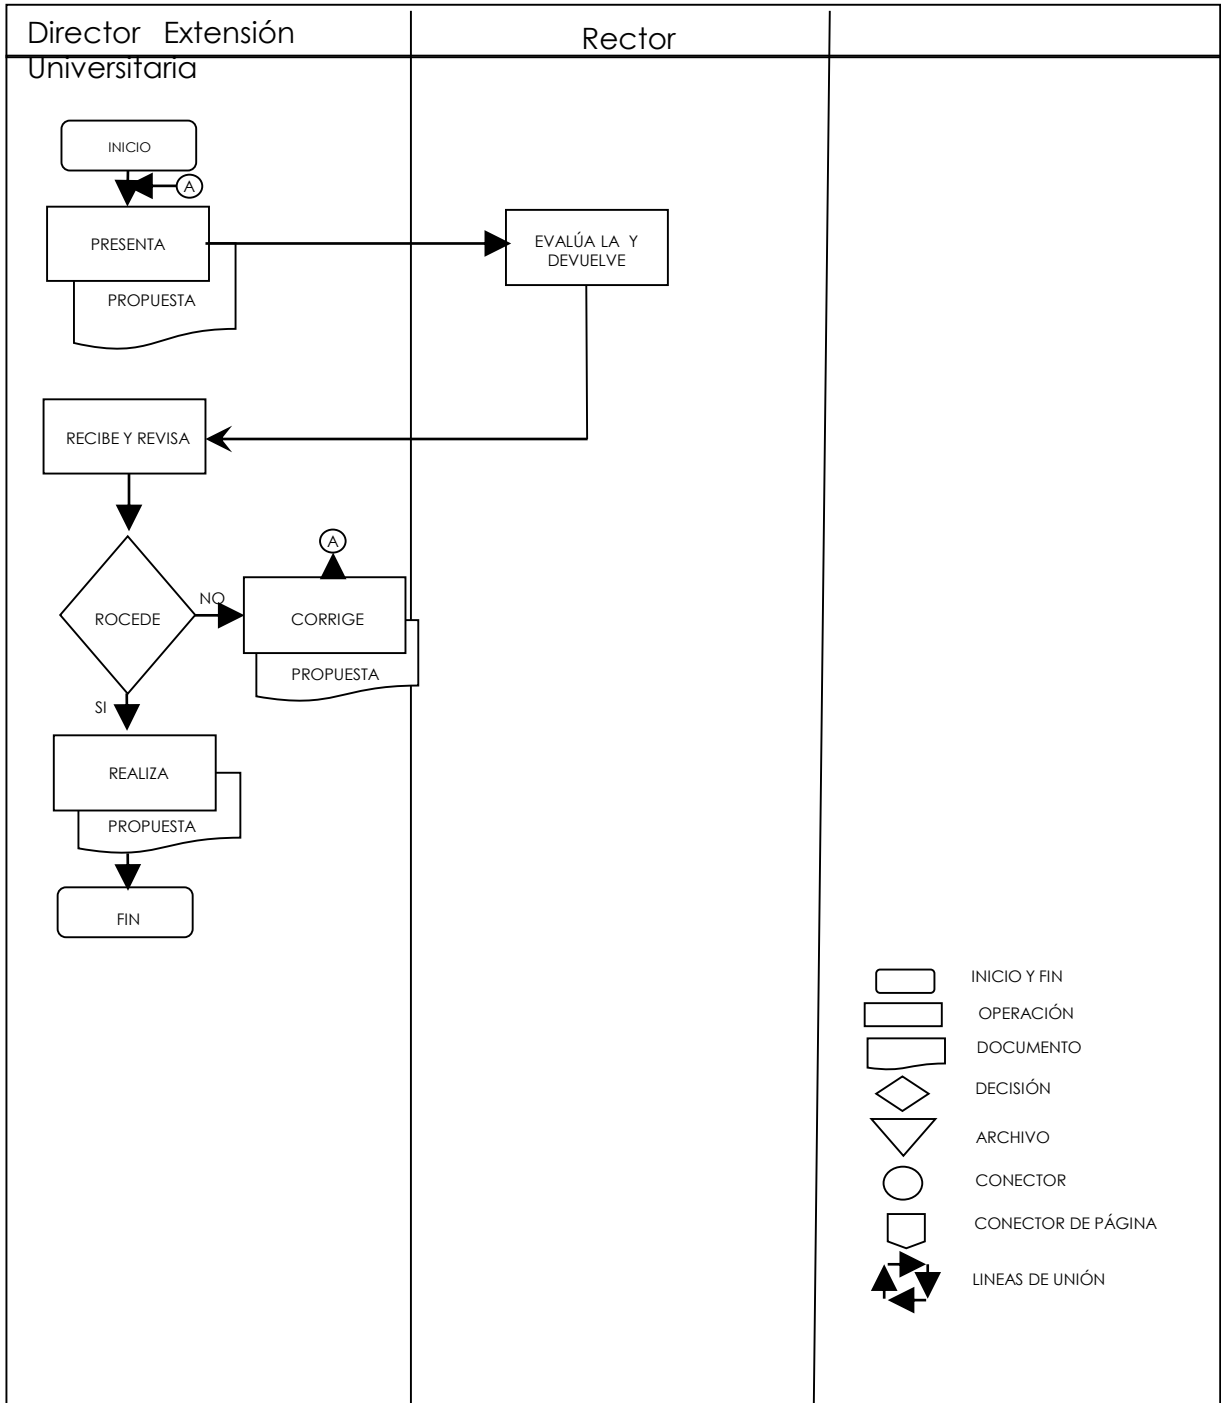 Director Extensión
Universitaria
Rector
INICIO
A
PRESENTA
PROPUESTA
EVALÚA LA Y
DEVUELVE
RECIBE Y REVISA
A
ROCEDE
NO
CORRIGE
PROPUESTA
SI
REALIZA
PROPUESTA
FIN
INICIO Y FIN
OPERACIÓN
DOCUMENTO
DECISIÓN
ARCHIVO
CONECTOR
CONECTOR DE PÁGINA
LINEAS DE UNIÓN